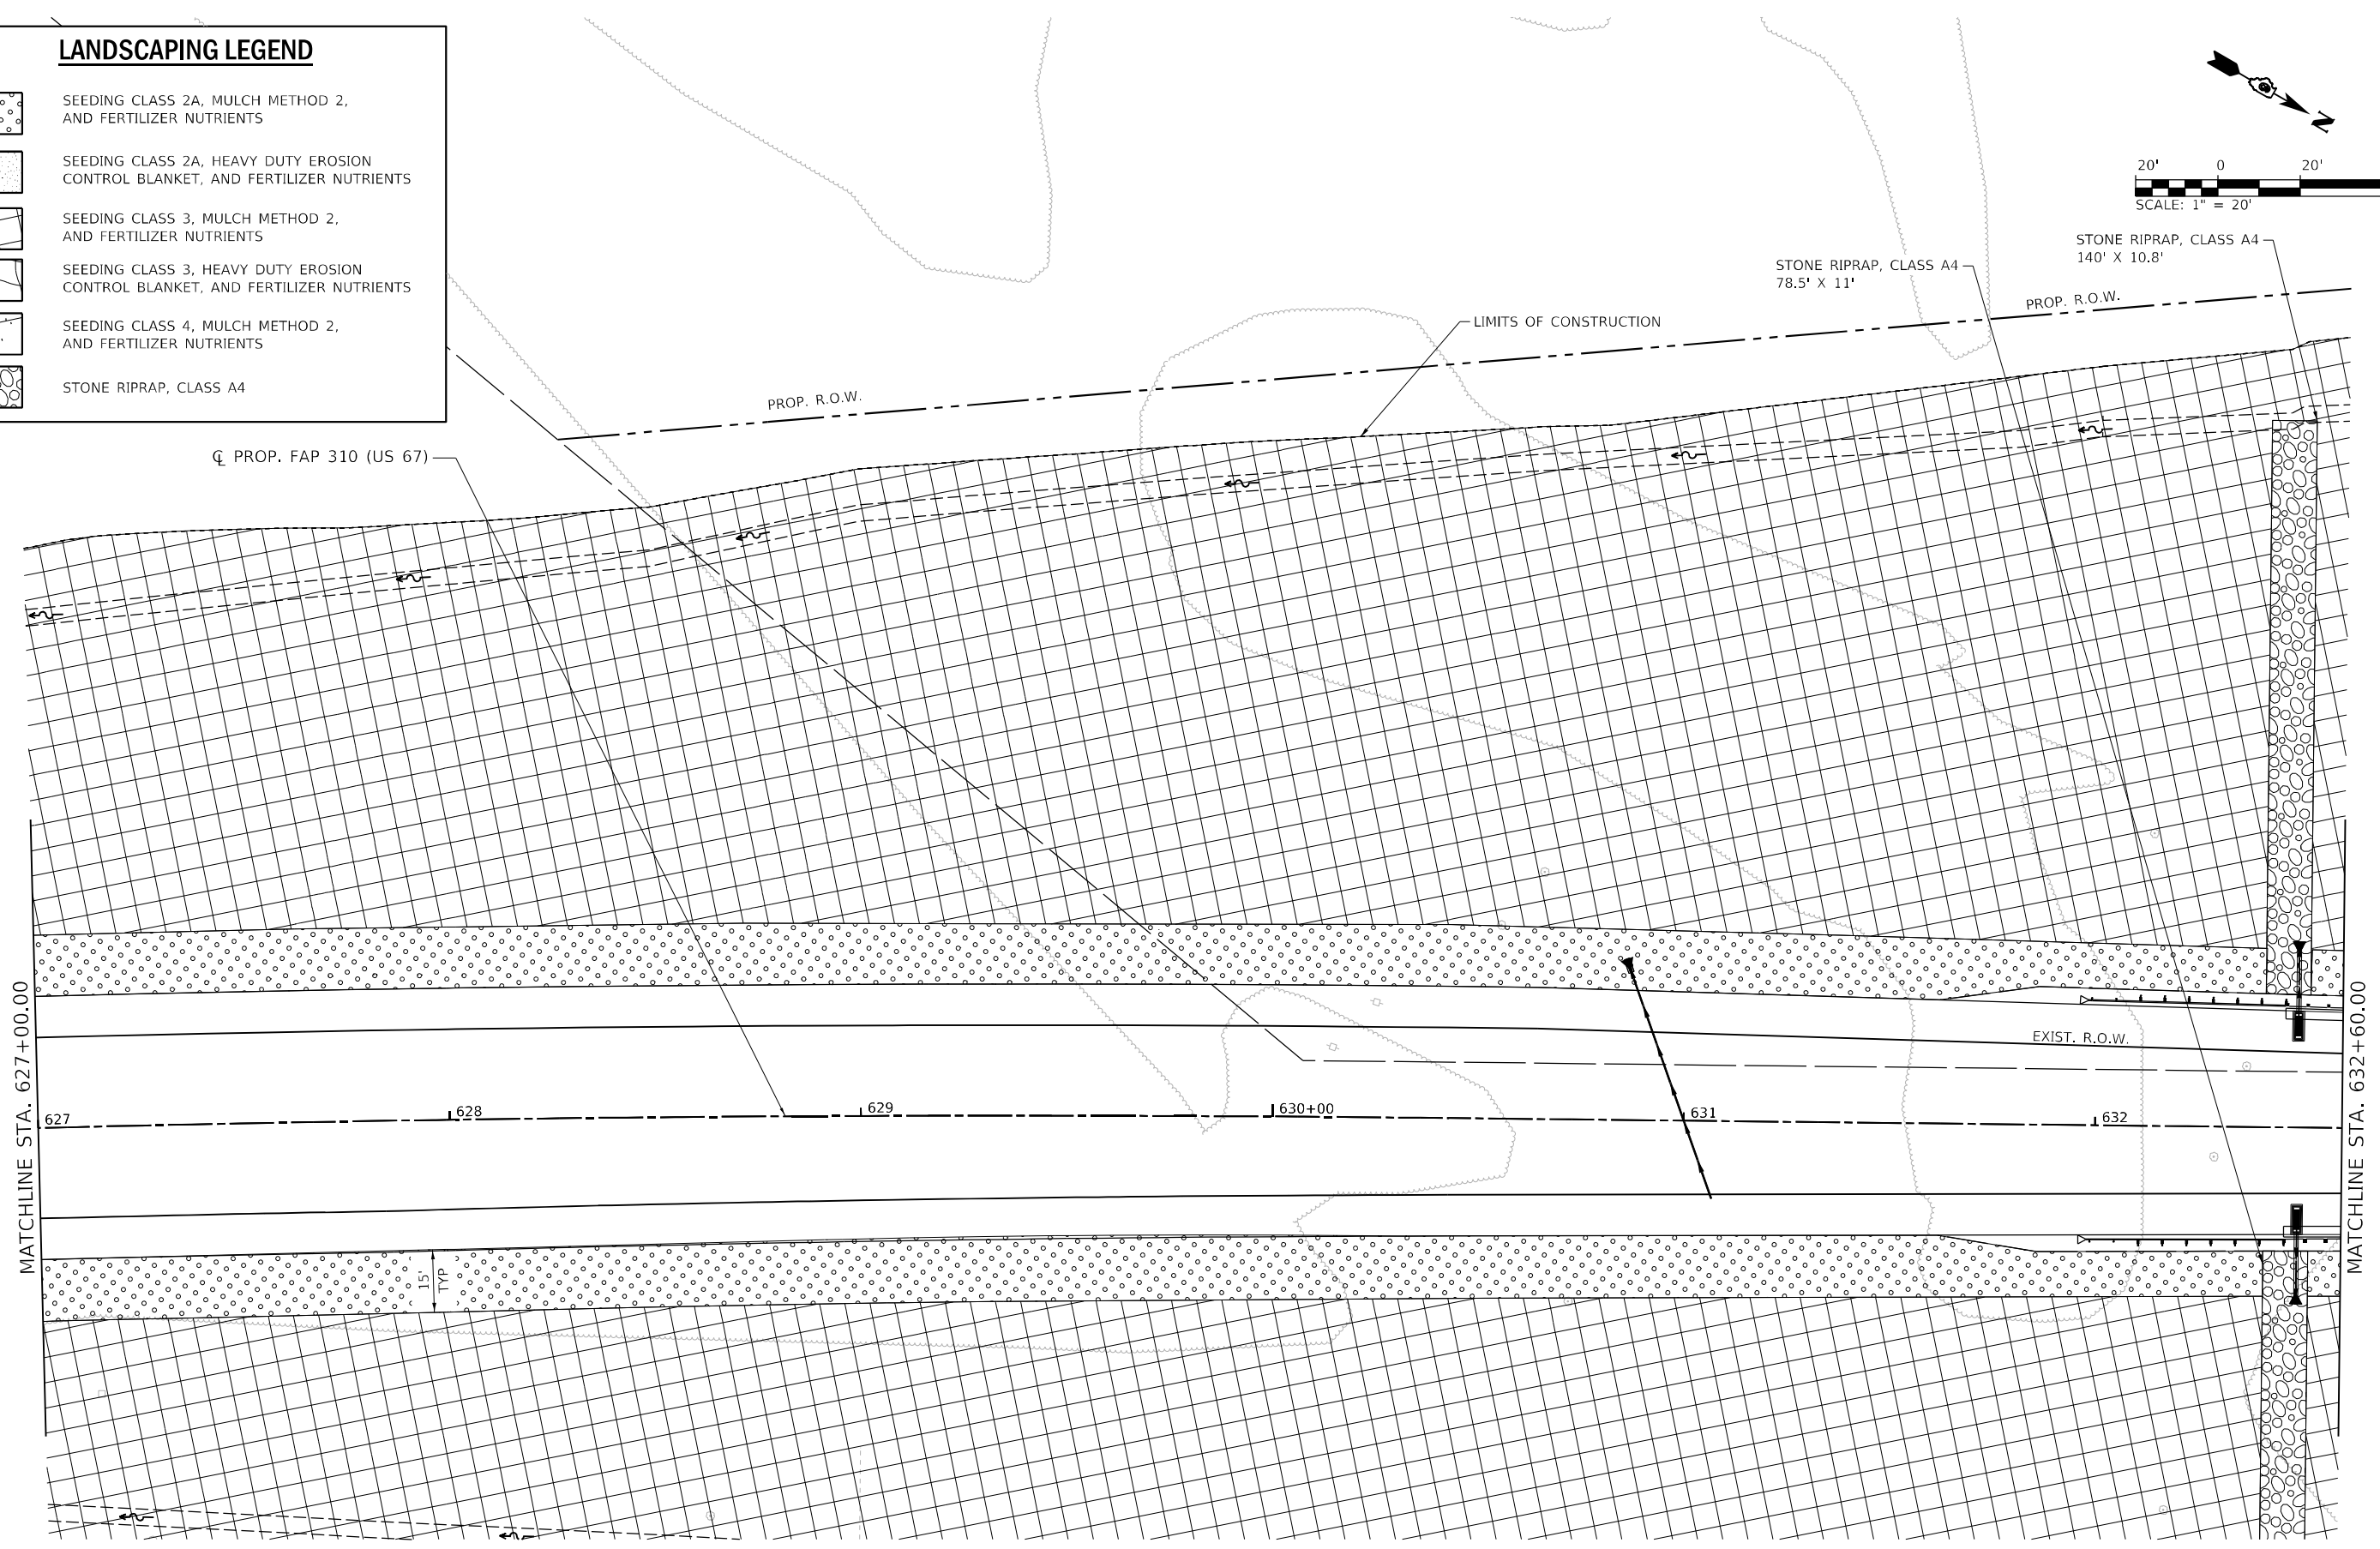 LANDSCAPING LEGEND
SEEDING CLASS 2A, MULCH METHOD 2,
AND FERTILIZER NUTRIENTS
SEEDING CLASS 2A, HEAVY DUTY EROSION
CONTROL BLANKET, AND FERTILIZER NUTRIENTS
SEEDING CLASS 3, MULCH METHOD 2,
AND FERTILIZER NUTRIENTS
SEEDING CLASS 3, HEAVY DUTY EROSION
CONTROL BLANKET, AND FERTILIZER NUTRIENTS
SEEDING CLASS 4, MULCH METHOD 2,
AND FERTILIZER NUTRIENTS
STONE RIPRAP, CLASS A4
N
20' 0 20'
SCALE: 1" = 20'
STONE RIPRAP, CLASS A4
140' X 10.8'
STONE RIPRAP, CLASS A4
78.5' X 11'
PROP. R.O.W.
LIMITS OF CONSTRUCTION
PROP. R.O.W.
℄ PROP. FAP 310 (US 67)
EXIST. R.O.W.
627
628
629
630+00
631
632
15'
TYP
MATCHLINE STA. 627+00.00
MATCHLINE STA. 632+60.00